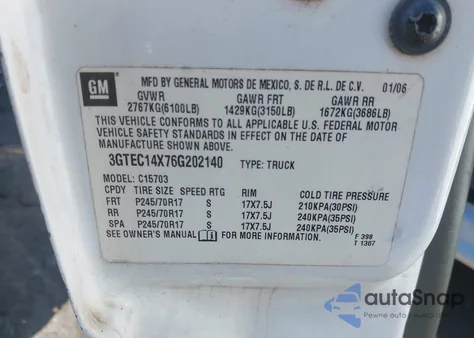 GM
MFD BY GENERAL MOTORS DE MEXICO, S. DE R.L. DE C.V. 01/06
GVWR GAWR FRT GAWR RR
2767KG(6100LB) 1429KG(3150LB) 1672KG(3686LB)
THIS VEHICLE CONFORMS TO ALL APPLICABLE U.S. FEDERAL MOTOR
VEHICLE SAFETY STANDARDS IN EFFECT ON THE DATE OF
MANUFACTURE SHOWN ABOVE.
3GTEC14X76G202140 TYPE: TRUCK
MODEL: C15703
CPDY TIRE SIZE SPEED RTG RIM COLD TIRE PRESSURE
FRT P245/70R17 S 17X7.5J 210KPA(30PSI)
RR P245/70R17 S 17X7.5J 240KPA(35PSI)
SPA P245/70R17 S 17X7.5J 240KPA(35PSI)
SEE OWNER'S MANUAL FOR MORE INFORMATION.
F 398
T 1307
autoSnap
Pewne auto z USA